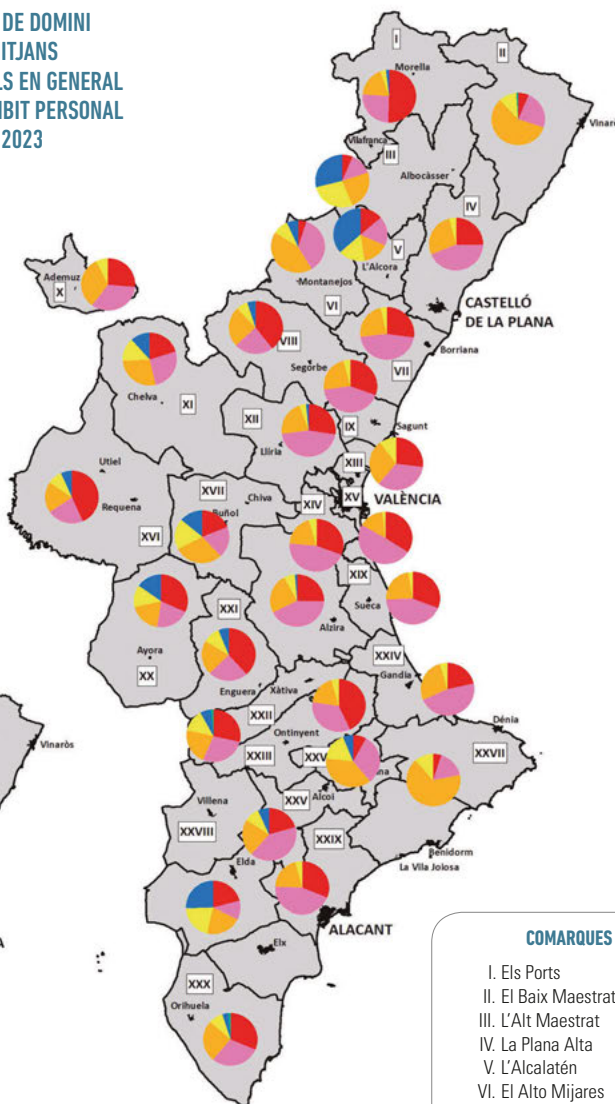 DE DOMINI
ITJANS
LS EN GENERAL
BIT PERSONAL
2023
I
II
Morella
Vinaròs
Vilafranca
III
Albocàsser
IV
V
L'Alcora
Ademuz
X
Montanejos
VI
CASTELLÓ
DE LA PLANA
VIII
Borriana
Segorbe
VII
Chelva
XI
XII
IX
Sagunt
Llíria
XIII
Utiel
XVII
Chiva
XIV
XV
VALÈNCIA
Requena
Buñol
XVI
XIX
XXI
Sueca
Ayora
Alzira
XX
XXIV
Enguera
Xàtiva
Gandia
XXII
Ontinyent
Dénia
XXIII
XXV
na
XXVII
Vinaròs
Villena
XXV
Alcoi
XXVIII
XXIX
Benidorm
Elda
La Vila Joiosa
ALACANT
A
Elx
XXX
Orihuela
COMARQUES
I. Els Ports
II. El Baix Maestrat
III. L'Alt Maestrat
IV. La Plana Alta
V. L'Alcalatén
VI. El Alto Mijares